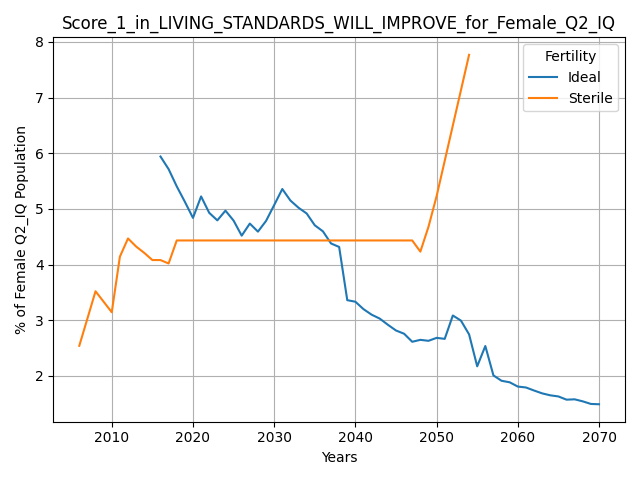 Score_1_in_LIVING_STANDARDS_WILL_IMPROVE_for_Female_Q2_IQ
Fertility
Ideal
Sterile
% of Female Q2_IQ Population
8
7
6
5
4
3
2
2010 2020 2030 2040 2050 2060 2070
Years